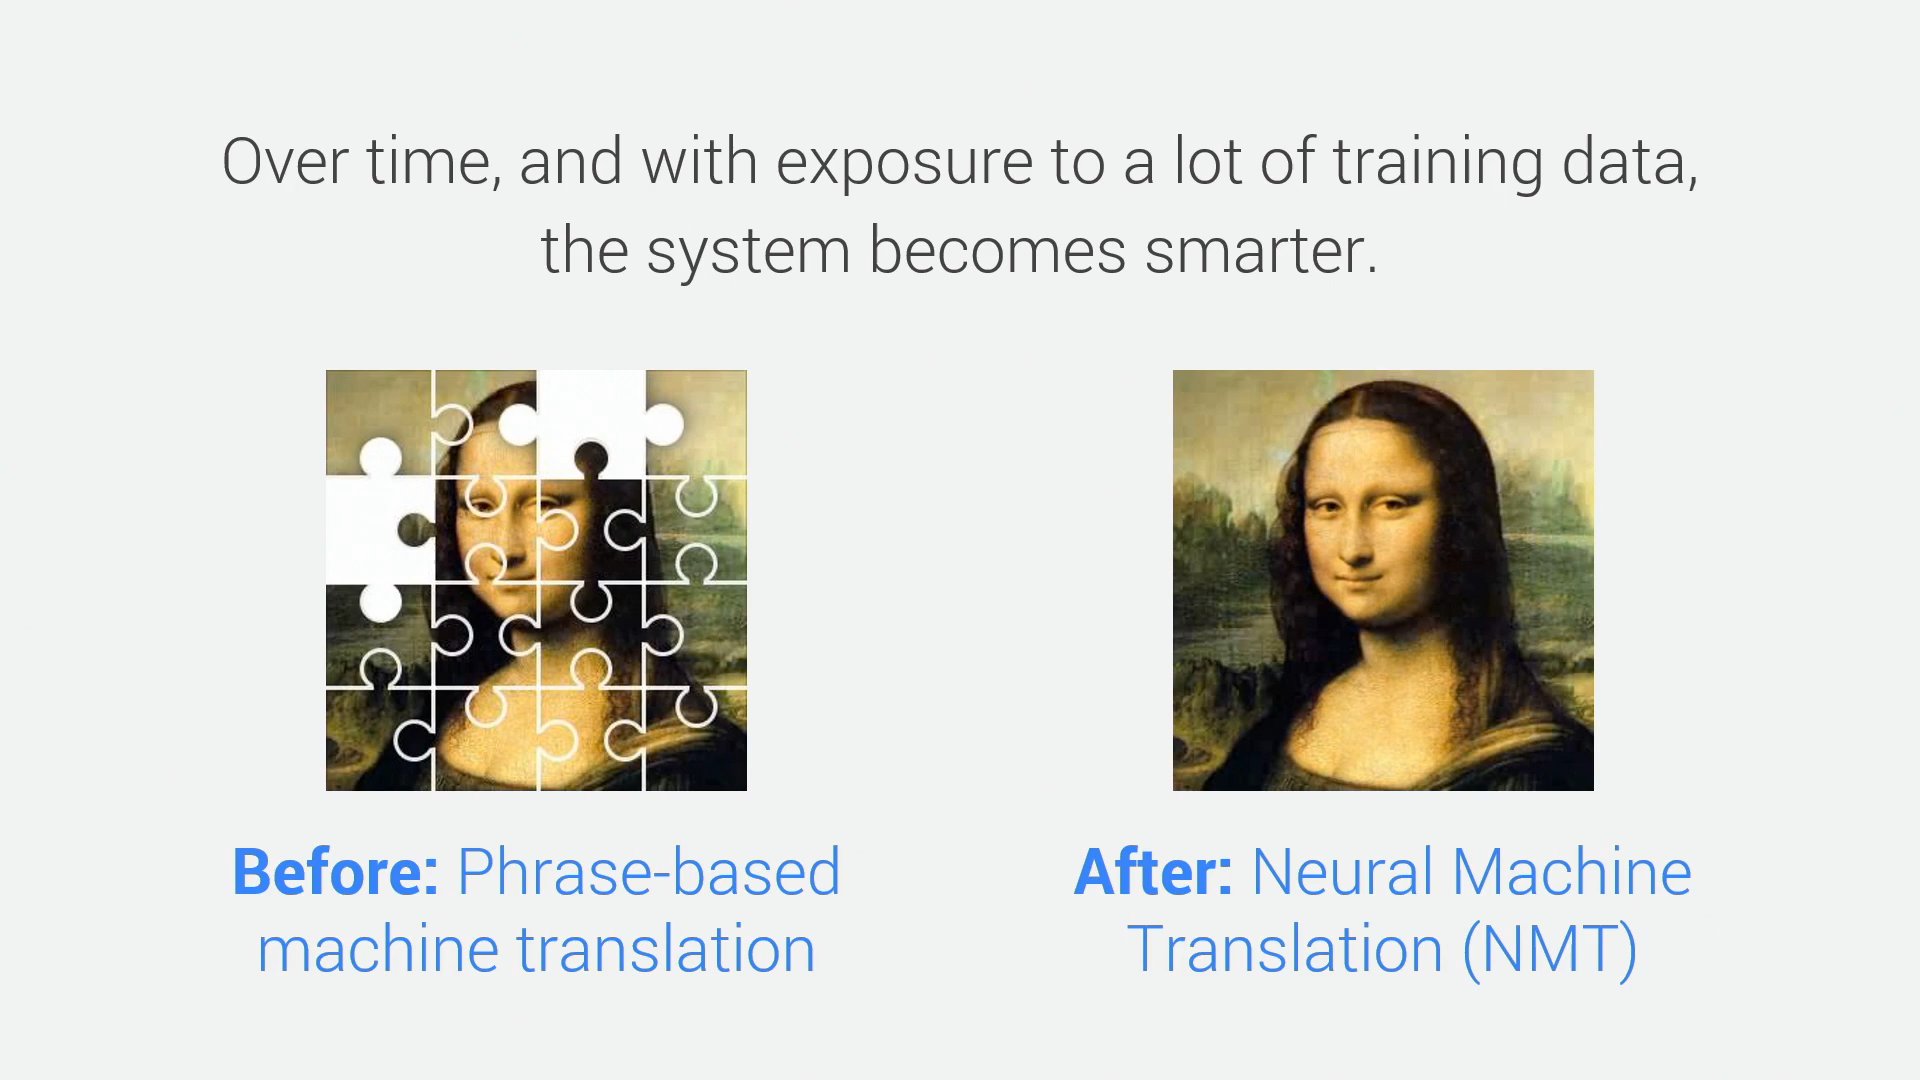 Over time, and with exposure to a lot of training data,
the system becomes smarter.
Before: Phrase-based
machine translation
After: Neural Machine
Translation (NMT)